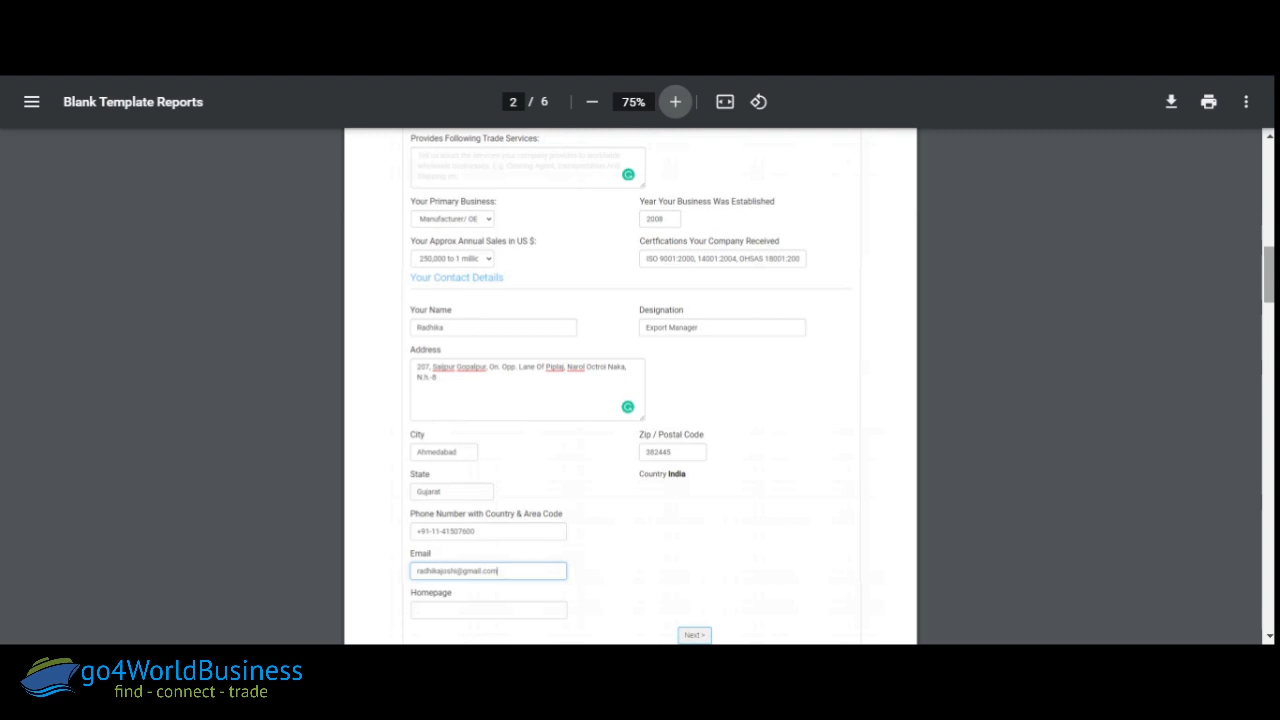 Blank Template Reports
2 / 6
75%
Provides Following Trade Services:
Your Primary Business:
Year Your Business Was Established
Manufacturer/ OE
2008
Your Approx Annual Sales in US $:
Certfications Your Company Received
250,000 to 1 millic
ISO 9001:2000, 14001:2004, OHSAS 18001:200
Your Contact Details
Your Name
Designation
Radhika
Export Manager
Address
207, Saijpur Gopalpur, On. Opp. Lane Of Piplaj, Narol Octroi Naka,
N.h.-8
City
Zip / Postal Code
Ahmedabad
382445
State
Country India
Gujarat
Phone Number with Country & Area Code
+91-11-41507600
Email
radhikajoshi@gmail.com
Homepage
Next >
go4WorldBusiness
find - connect - trade